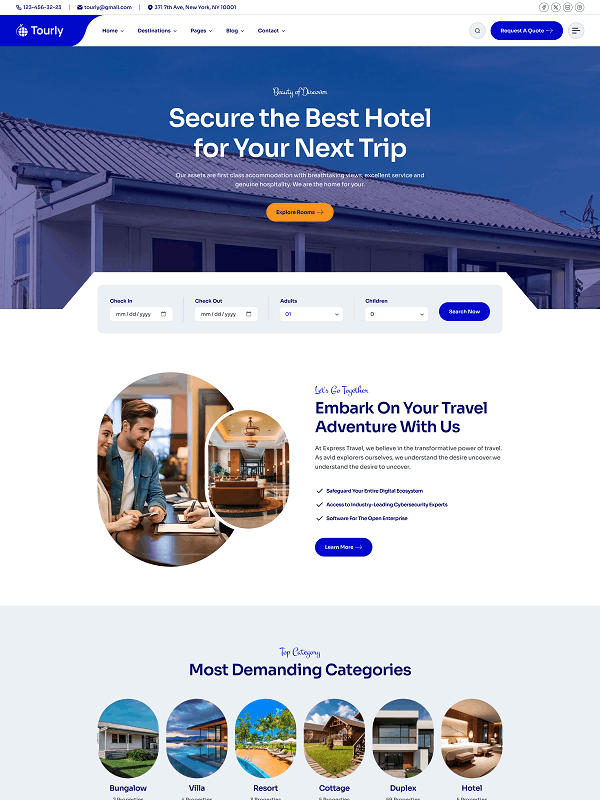 123-456-32-23
tourly@gmail.com
371 7th Ave, New York, NY 10001
Tourly
Home
Destinations
Pages
Blog
Contact
Request A Quote
Beauty of Discover
Secure the Best Hotel
for Your Next Trip
Our assets are first class accommodation with breathtaking views, excellent service and
genuine hospitality. We are the home for your.
Explore Rooms
Check In
Check Out
Adults
Children
mm / dd / yyyy
mm / dd / yyyy
01
0
Search Now
Let's Go Together
Embark On Your Travel
Adventure With Us
At Express Travel, we believe in the transformative power of travel.
As avid explorers ourselves, we understand the desire uncover.we
understand the desire to uncover.
Safeguard Your Entire Digital Ecosystem
Access to Industry-Leading Cybersecurity Experts
Software For The Open Enterprise
Learn More
Top Category
Most Demanding Categories
Bungalow
Villa
Resort
Cottage
Duplex
Hotel